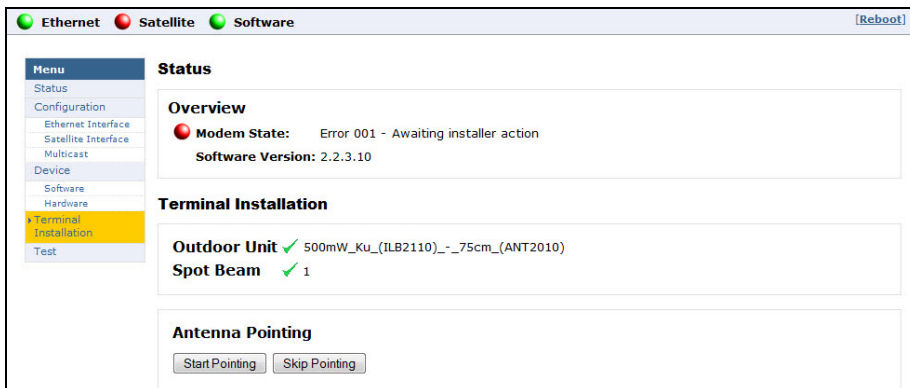 Ethernet Satellite Software [Reboot]
Menu
Status
Configuration
Ethernet Interface
Satellite Interface
Multicast
Device
Software
Hardware
Terminal
Installation
Test
Status
Overview
Modem State: Error 001 - Awaiting installer action
Software Version: 2.2.3.10
Terminal Installation
Outdoor Unit 500mW_Ku_(ILB2110)_-_75cm_(ANT2010)
Spot Beam 1
Antenna Pointing
Start Pointing Skip Pointing